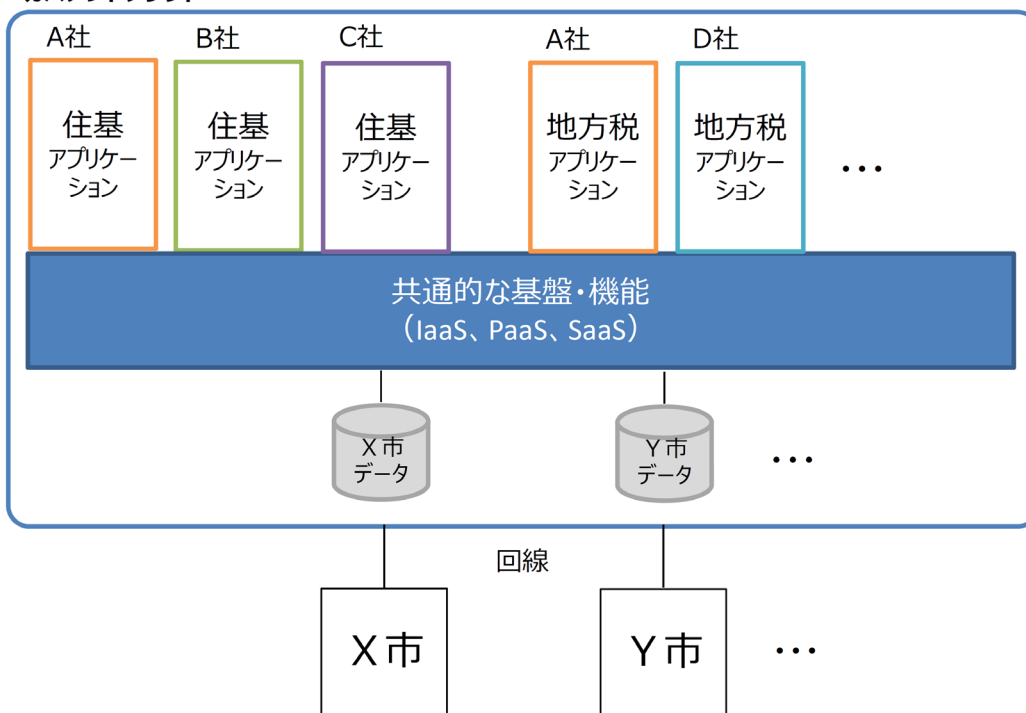 A社
B社
C社
A社
D社
住基
アプリケー
ション
住基
アプリケー
ション
住基
アプリケー
ション
地方税
アプリケー
ション
地方税
アプリケー
ション
…
共通的な基盤・機能
（IaaS、PaaS、SaaS）
X市
データ
Y市
データ
…
回線
X市
Y市
…